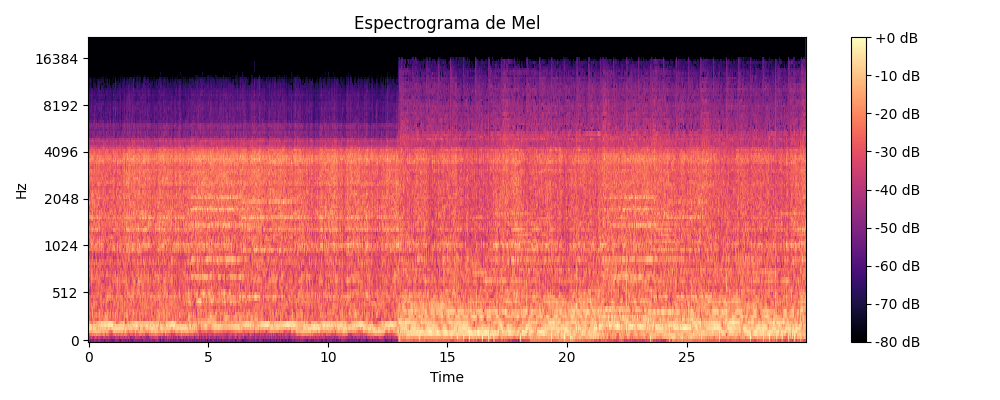 Espectrograma de Mel
Hz
16384
8192
4096
2048
1024
512
0
0 5 10 15 20 25
Time
+0 dB
-10 dB
-20 dB
-30 dB
-40 dB
-50 dB
-60 dB
-70 dB
-80 dB